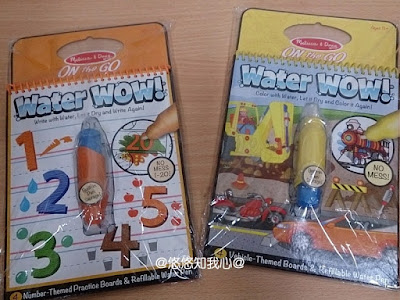 Melissa & Doug
ON the GO
Water WOW!
Write with Water, Let it Dry and Write Again!
20
NO MESS!
1-20!
1
2
3
4
5
Number-Themed Practice Boards & Refillable Water Pen
Melissa & Doug
ON the GO
Water WOW!
Color with Water, Let it Dry and Color it Again!
NO MESS!
Vehicle-Themed Boards & Refillable Water Pen
@悠悠知我心@